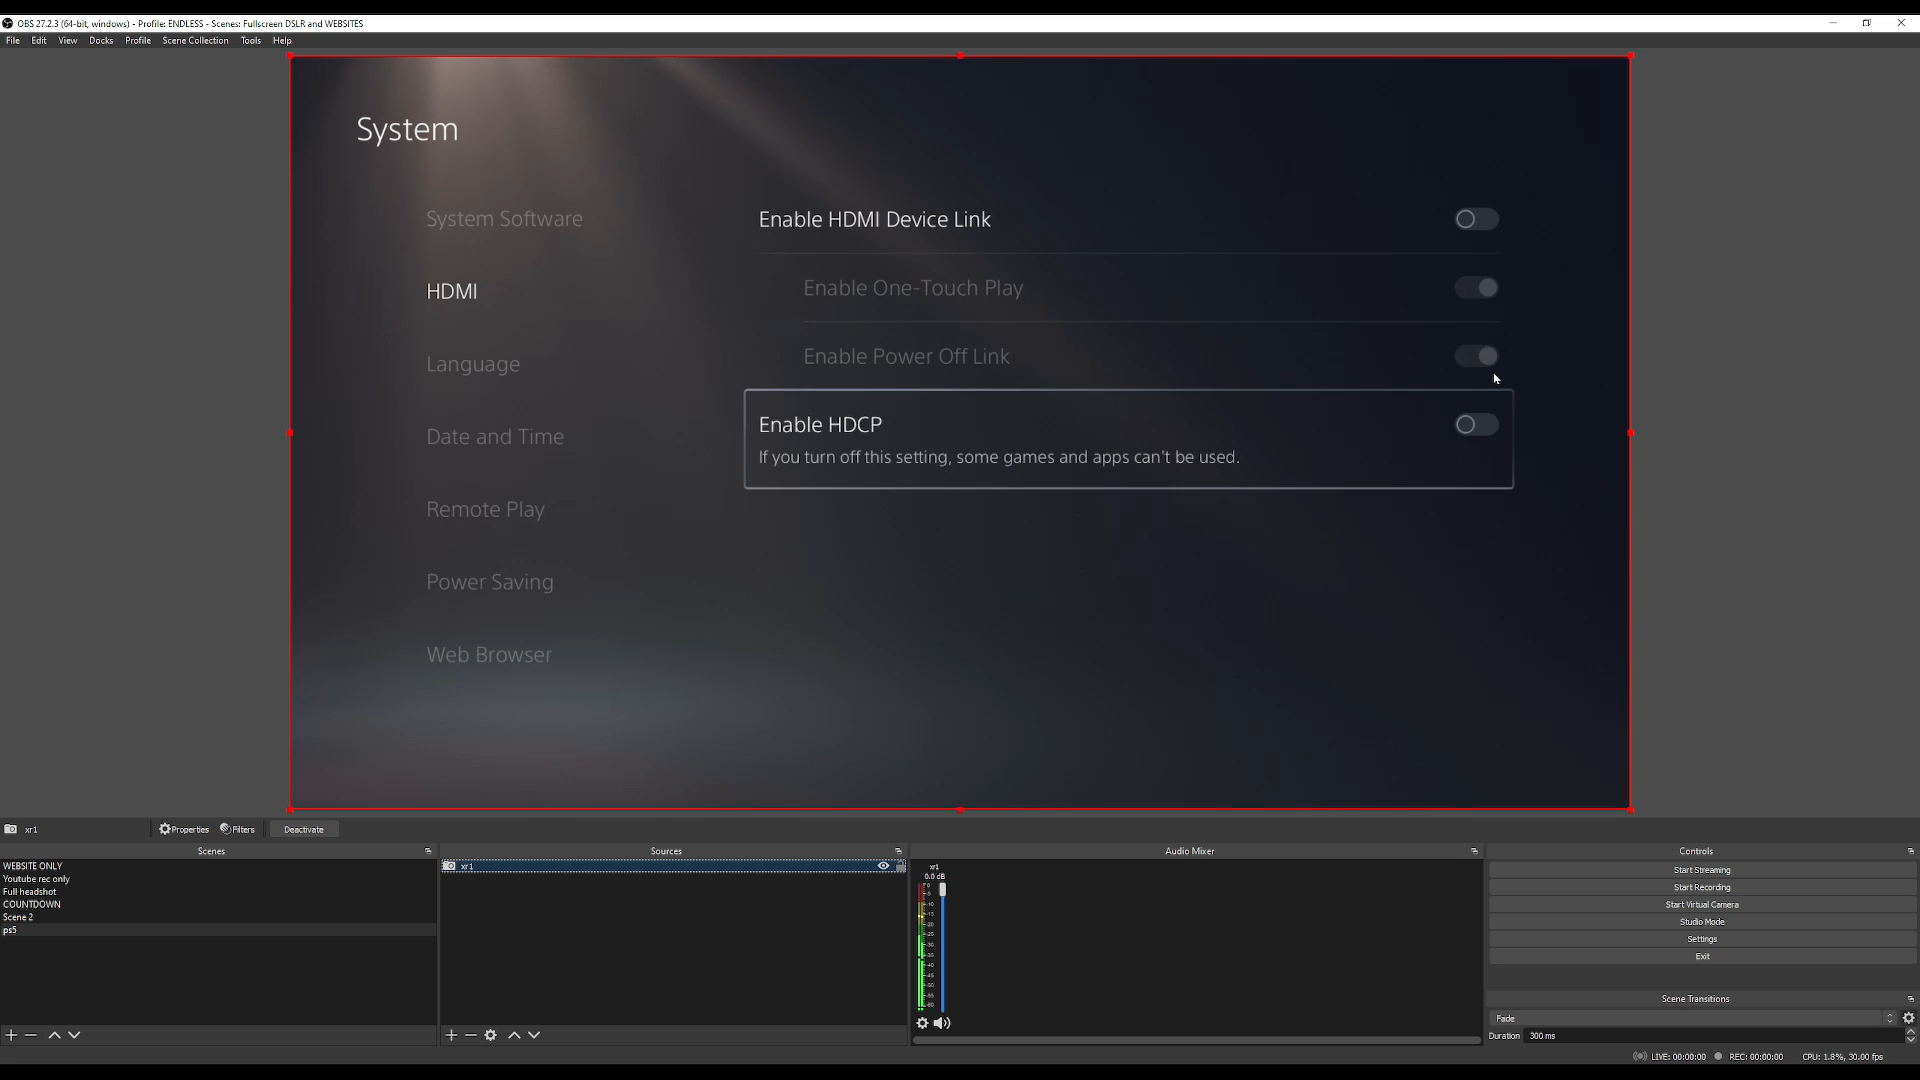 OBS 27.2.3 (64-bit, windows) - Profile: ENDLESS - Scenes: Fullscreen DSLR and WEBSITES
File Edit View Docks Profile Scene Collection Tools Help
System
System Software
HDMI
Language
Date and Time
Remote Play
Power Saving
Web Browser
Enable HDMI Device Link
Enable One-Touch Play
Enable Power Off Link
Enable HDCP
If you turn off this setting, some games and apps can't be used.
xr1 Properties Filters Deactivate
Scenes
WEBSITE ONLY
Youtube rec only
Full headshot
COUNTDOWN
Scene 2
ps5
Sources
xr1
Audio Mixer
xr1
0.0 dB
Controls
Start Streaming
Start Recording
Start Virtual Camera
Studio Mode
Settings
Exit
Scene Transitions
Fade
Duration 300 ms
LIVE: 00:00:00 REC: 00:00:00 CPU: 1.8%, 30.00 fps